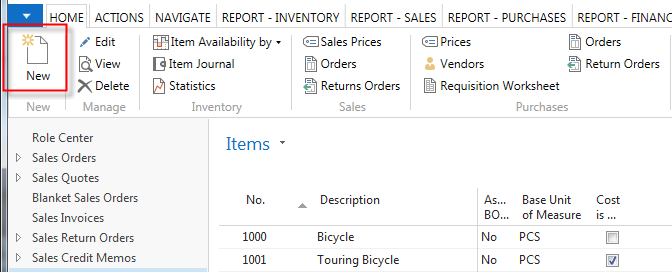 HOME ACTIONS NAVIGATE REPORT - INVENTORY REPORT - SALES REPORT - PURCHASES REPORT - FINANC
New
Edit
View
Delete
Item Availability by
Item Journal
Statistics
Sales Prices
Orders
Returns Orders
Prices
Vendors
Requisition Worksheet
Orders
Return Orders
New Manage Inventory Sales Purchases
Role Center
Sales Orders
Sales Quotes
Blanket Sales Orders
Sales Invoices
Sales Return Orders
Sales Credit Memos
Items
No. Description As... Base Unit Cost
BO... of Measure is ...
1000 Bicycle No PCS
1001 Touring Bicycle No PCS